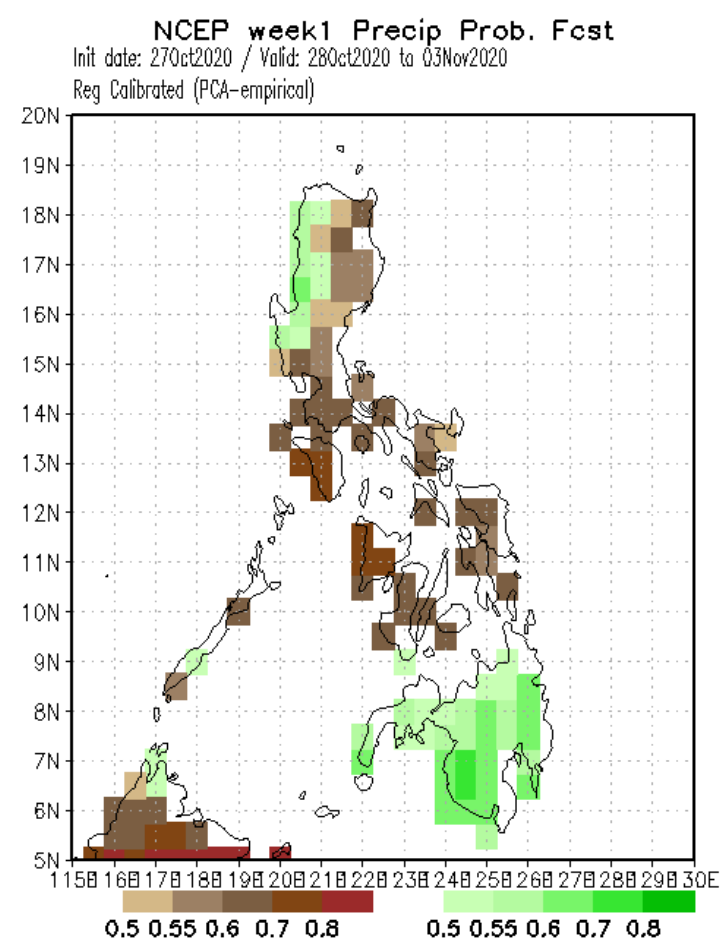 NCEP week1 Precip Prob. Fcst
Init date: 27Oct2020 / Valid: 28Oct2020 to 03Nov2020
Reg Calibrated (PCA-empirical)
20N
19N
18N
17N
16N
15N
14N
13N
12N
11N
10N
9N
8N
7N
6N
5N
115E 116E 117E 118E 119E 120E 121E 122E 123E 124E 125E 126E 127E 128E 129E 130E
0.5 0.55 0.6 0.7 0.8 0.5 0.55 0.6 0.7 0.8